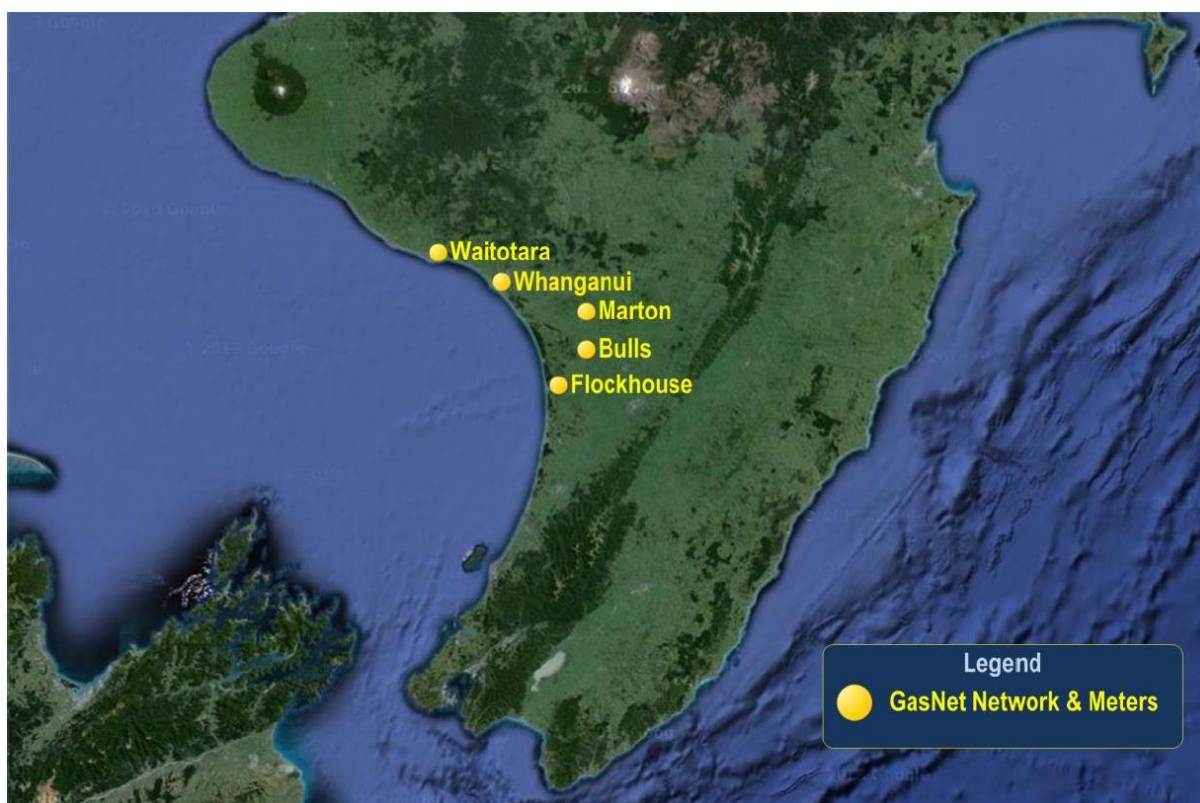 Waitotara
Whanganui
Marton
Bulls
Flockhouse
Legend
GasNet Network & Meters